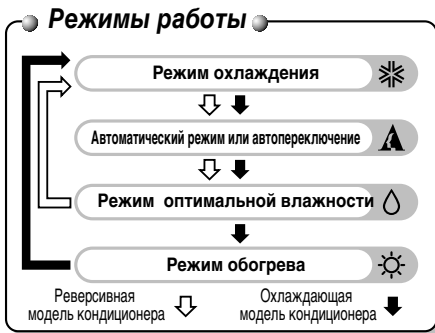 Режимы работы
Режим охлаждения
Автоматический режим или автопереключение
Режим оптимальной влажности
Режим обогрева
Реверсивная
модель кондиционера
Охлаждающая
модель кондиционера